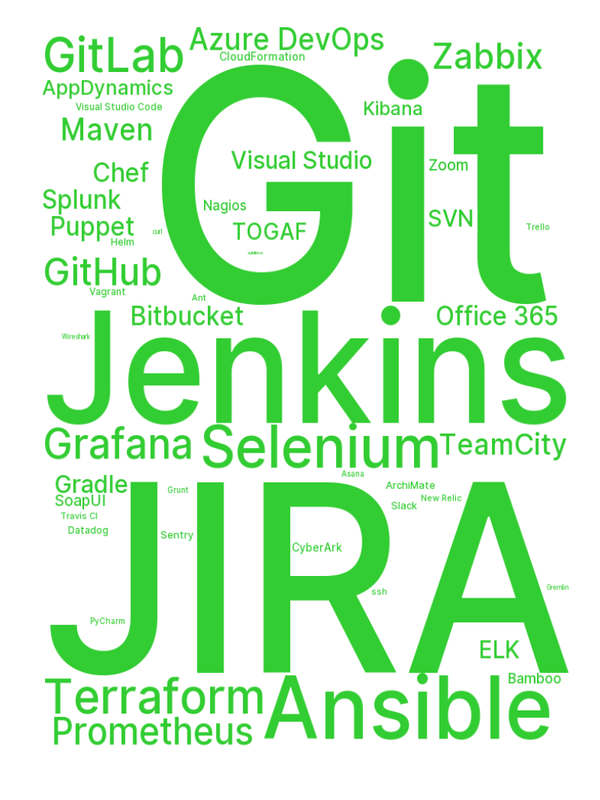 GitLab
Azure DevOps
Zabbix
CloudFormation
AppDynamics
Visual Studio Code
Kibana
Maven
Git
Visual Studio
Zoom
Chef
Splunk
Nagios
SVN
Puppet
curl
TOGAF
Trello
Helm
GitHub
Vagrant
Ant
Bitbucket
Office 365
Wireshark
Jenkins
Grafana
Selenium
TeamCity
Asana
Gradle
Grunt
ArchiMate
SoapUI
New Relic
Slack
Travis CI
Datadog
Sentry
CyberArk
JIRA
Gremlin
ssh
PyCharm
ELK
Bamboo
Terraform
Ansible
Prometheus